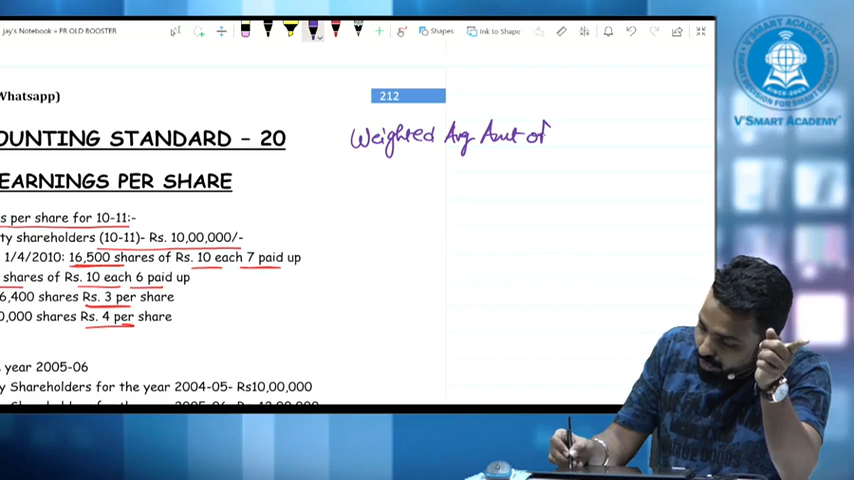 jay's Notebook » FR OLD BOOSTER
Shapes
Ink to Shape
Whatsapp)
212
OUNTING STANDARD – 20
Weighted Avg Amt of
EARNINGS PER SHARE
s per share for 10-11:-
ty shareholders (10-11)- Rs. 10,00,000/-
1/4/2010: 16,500 shares of Rs. 10 each 7 paid up
shares of Rs. 10 each 6 paid up
6,400 shares Rs. 3 per share
0,000 shares Rs. 4 per share
year 2005-06
y Shareholders for the year 2004-05- Rs10,00,000
V'SMART ACADEMY
SINCE-2005
V'SMART ACADEMY